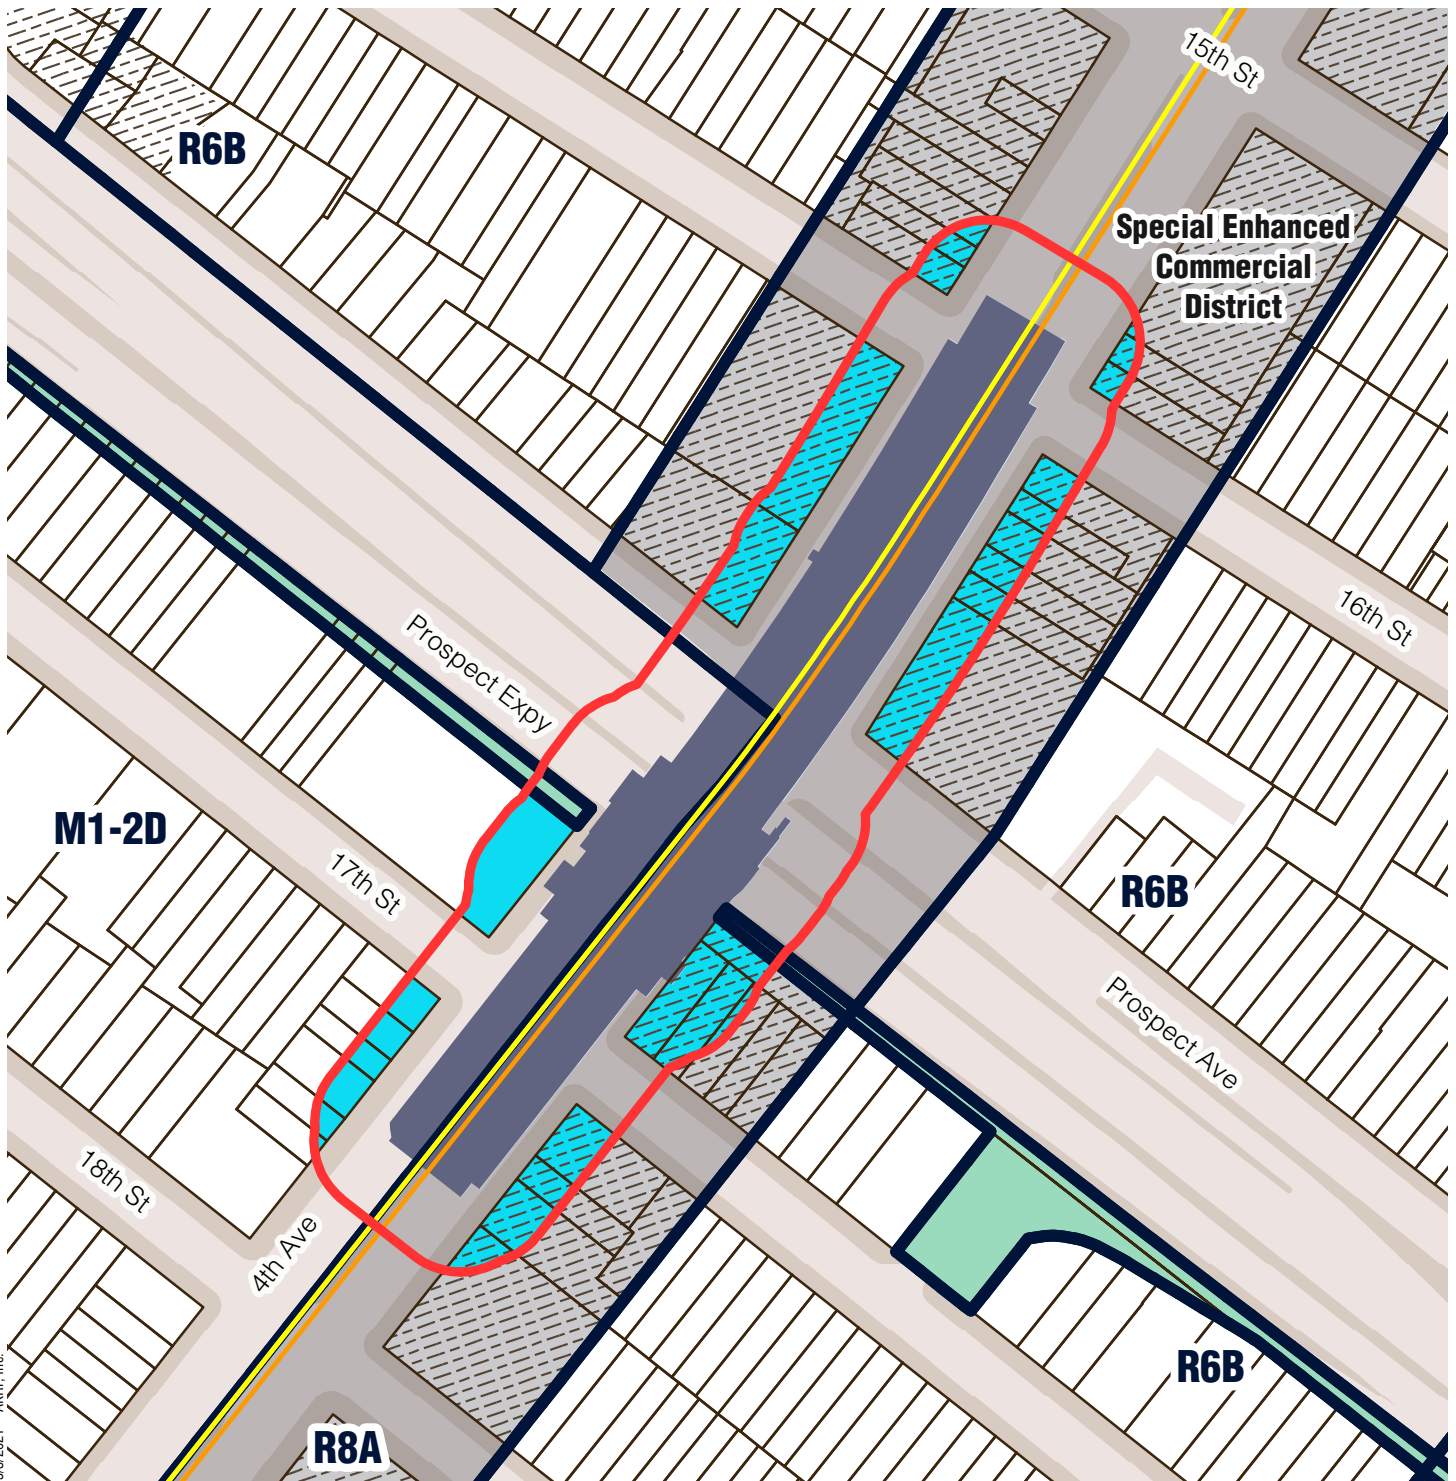 15th St
R6B
Special Enhanced
Commercial
District
16th St
Prospect Expy
M1-2D
17th St
R6B
Prospect Ave
18th St
4th Ave
R6B
R8A